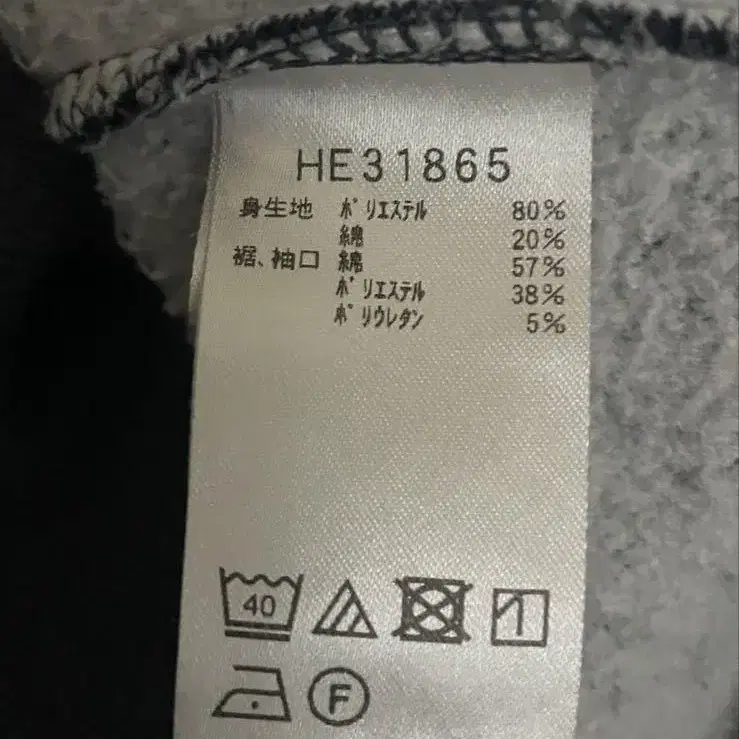 HE31865
身生地 ポリエステル 80%
綿 20%
裾、袖口 綿 57%
ポリエステル 38%
ポリウレタン 5%
40
F